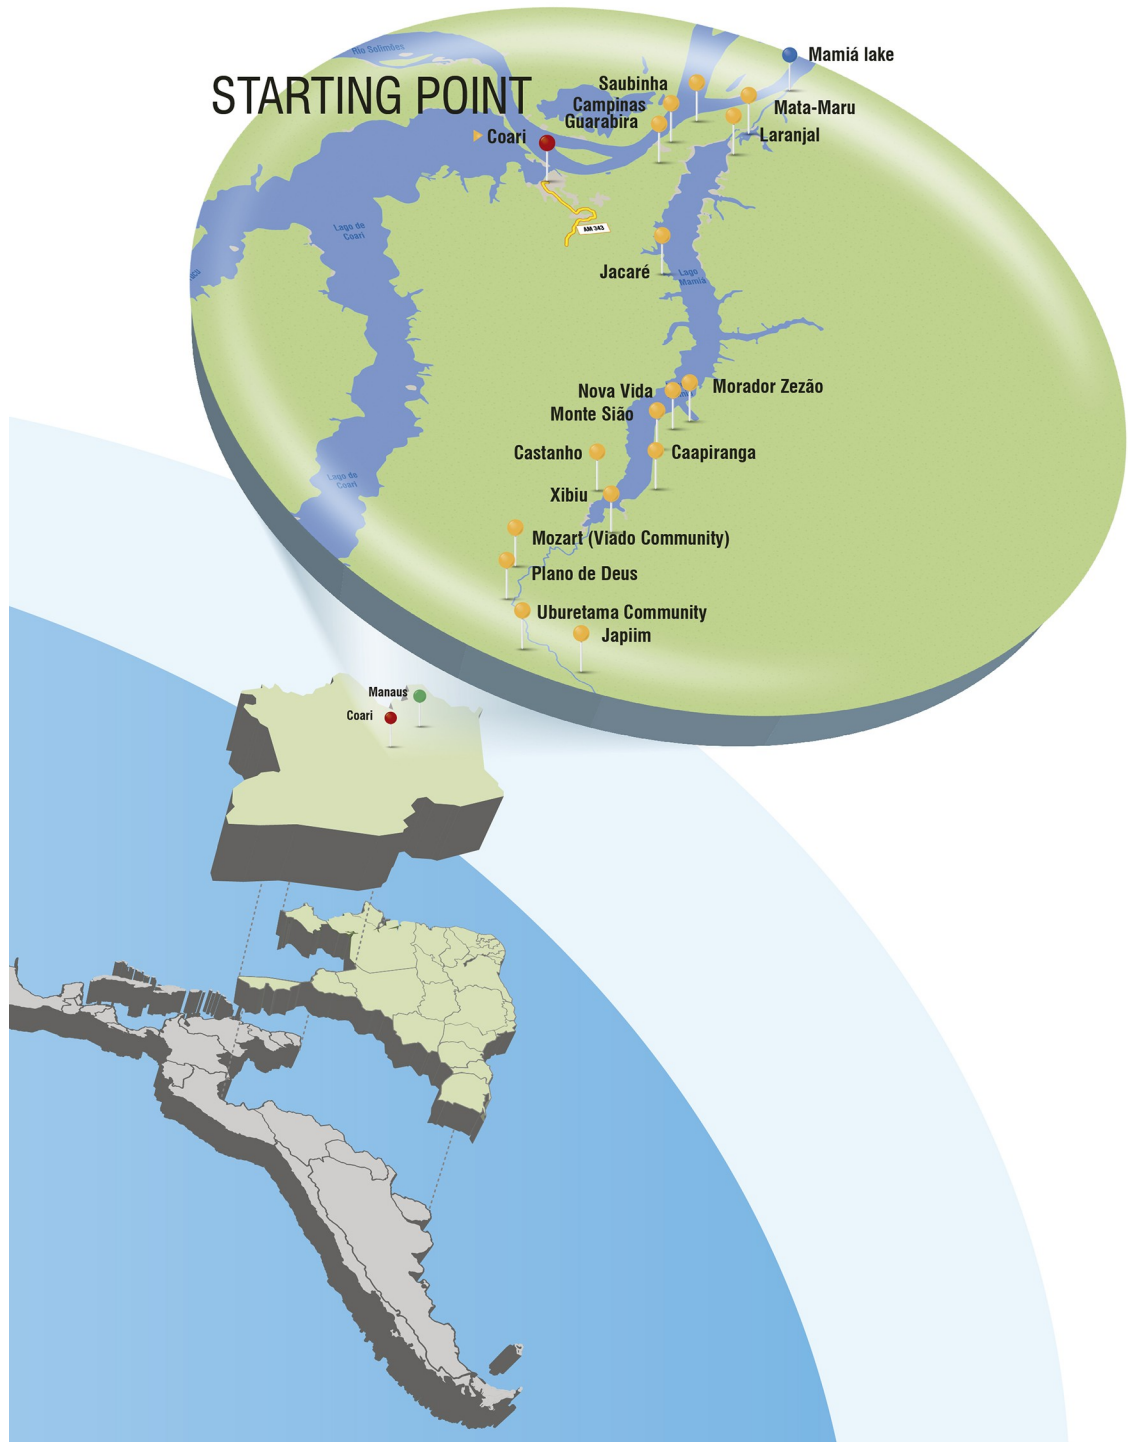 Rio Solimões
Mamiá lake
STARTING POINT
Saubinha
Campinas
Mata-Maru
Guarabira
Laranjal
Coari
AM 343
Lago de
Coari
Jacaré
Lago
Mamiá
Morador Zezão
Nova Vida
Monte Sião
Castanho
Caapiranga
Lago de
Coari
Xibiu
Mozart (Viado Community)
Plano de Deus
Uburetama Community
Japiim
Manaus
Coari